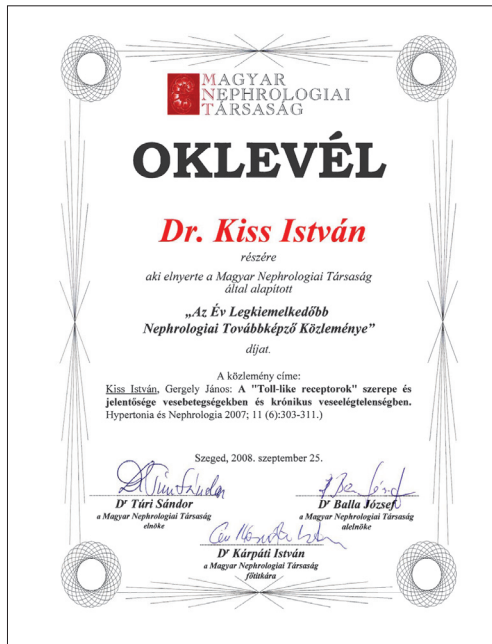 MAGYAR
NEPHROLOGIAI
TÁRSASÁG
OKLEVÉL
Dr. Kiss István
részére
aki elnyerte a Magyar Nephrologiai Társaság
által alapított
„Az Év Legkiemelkedőbb
Nephrologiai Továbbképző Közleménye”
díjat.
A közlemény címe:
Kiss István, Gergely János: A "Toll-like receptorok" szerepe és
jelentősége vesebetegségekben és krónikus veseelégtelenségben.
Hypertonia és Nephrologia 2007; 11 (6):303-311.)
Szeged, 2008. szeptember 25.
Dr Túri Sándor
a Magyar Nephrologiai Társaság
elnöke
Dr Balla József
a Magyar Nephrologiai Társaság
alelnöke
Dr Kárpáti István
a Magyar Nephrologiai Társaság
főtitkára